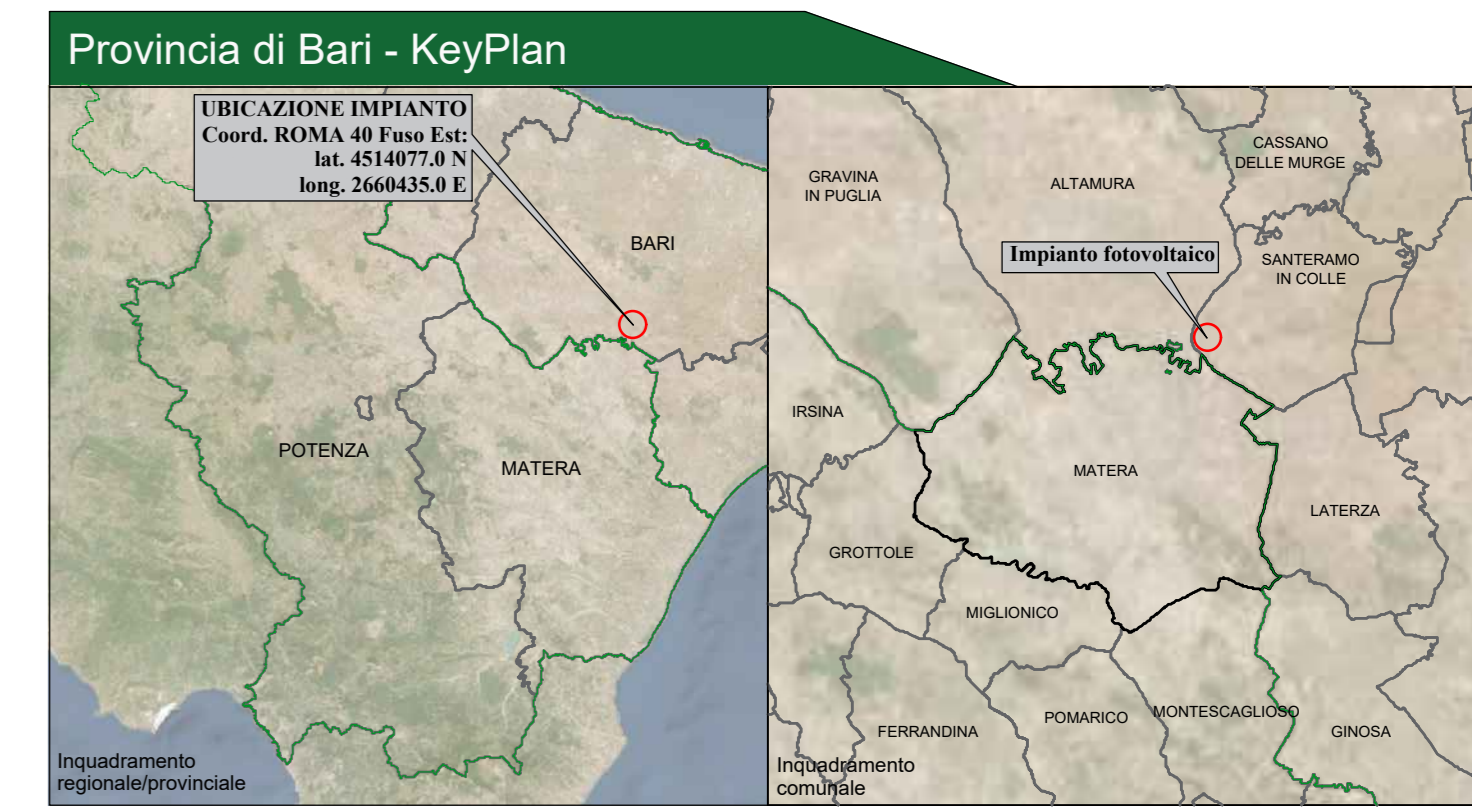 Provincia di Bari - KeyPlan
UBICAZIONE IMPIANTO
Coord. ROMA 40 Fuso Est:
lat. 4514077.0 N
long. 2660435.0 E
BARI
POTENZA
MATERA
Inquadramento
regionale/provinciale
CASSANO
DELLE MURGE
GRAVINA
IN PUGLIA
ALTAMURA
Impianto fotovoltaico
SANTERAMO
IN COLLE
IRSINA
MATERA
LATERZA
GROTTOLE
MIGLIONICO
FERRANDINA
POMARICO
MONTESCAGLIOSO
GINOSA
Inquadramento
comunale